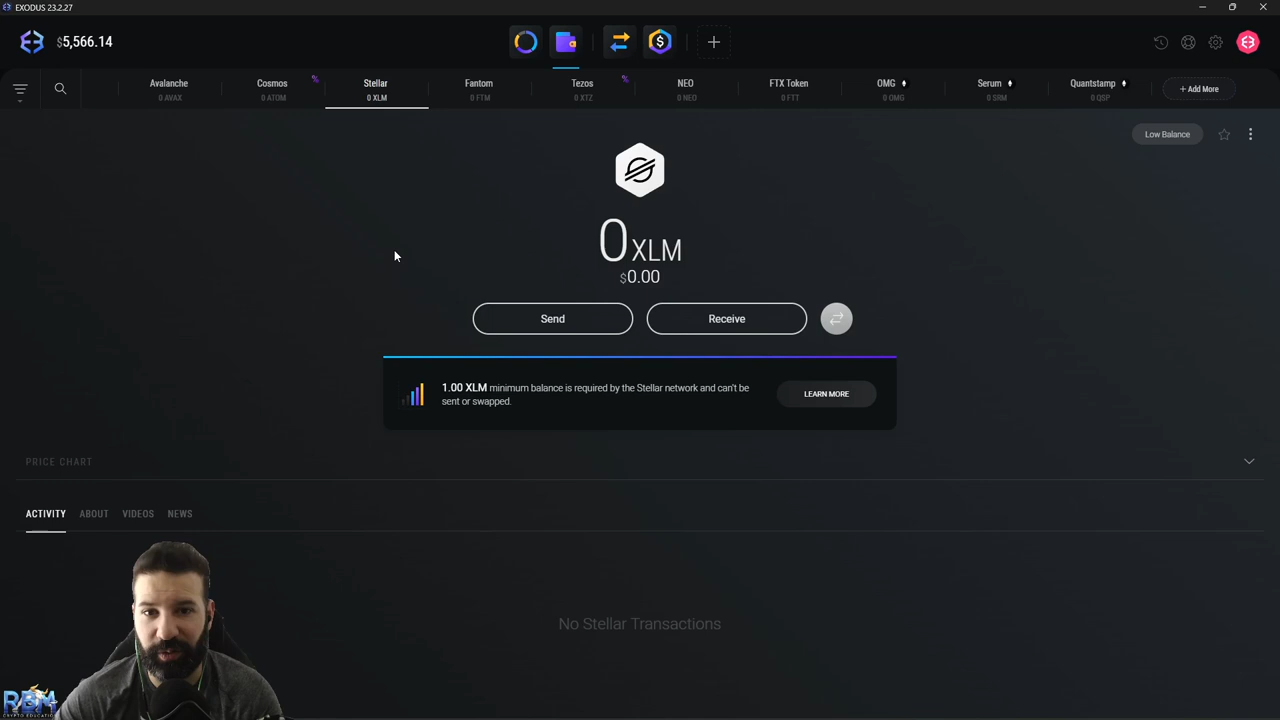 EXODUS 23.2.27
$5,566.14
Avalanche
0 AVAX
Cosmos
0 ATOM
%
Stellar
0 XLM
Fantom
0 FTM
Tezos
0 XTZ
%
NEO
0 NEO
FTX Token
0 FTT
OMG
0 OMG
Serum
0 SRM
Quantstamp
0 QSP
+ Add More
Low Balance
0 XLM
$0.00
Send
Receive
1.00 XLM minimum balance is required by the Stellar network and can't be
sent or swapped.
LEARN MORE
PRICE CHART
ACTIVITY ABOUT VIDEOS NEWS
No Stellar Transactions
RBM
CRYPTO EDUCATION